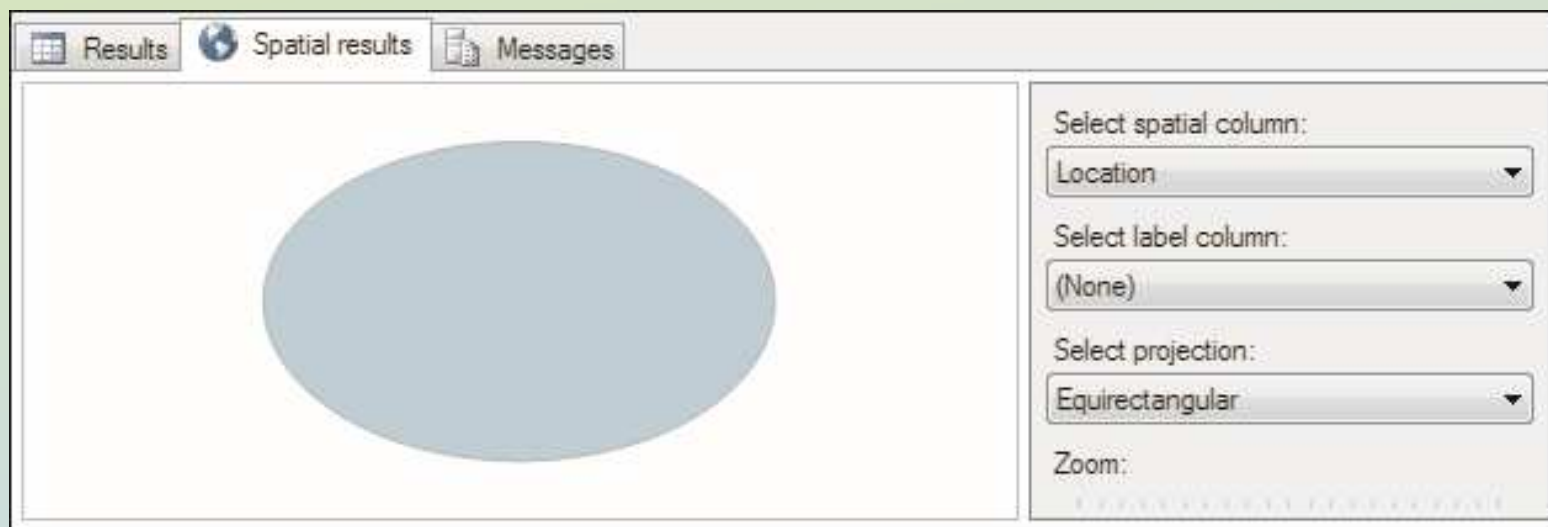 Results Spatial results Messages
Select spatial column:
Location
Select label column:
(None)
Select projection:
Equirectangular
Zoom: